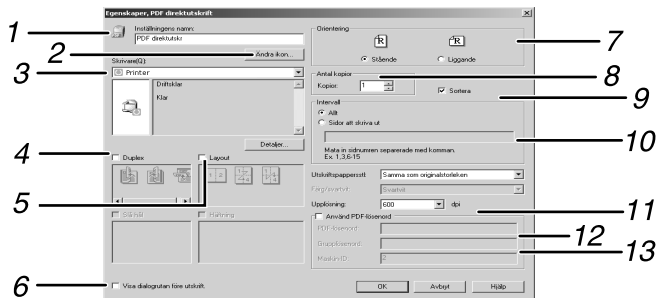 Egenskaper, PDF direktutskrift
1
Inställningens namn:
PDF direktutskr
2
Ändra ikon...
3
Skrivare(Q):
Printer
Driftsklar
Klar
Detaljer...
4
Duplex
5
Layout
Slå hål
Häftning
6
Visa dialogrutan före utskrift.
Orientering
R
R
7
Stående
Liggande
Antal kopior
8
Kopior:
1
Sortera
9
Intervall
Allt
Sidor att skriva ut
10
Mata in sidnumren separerade med komman.
Ex. 1,3,6-15
Utskriftspappersstl:
Samma som originalstorleken
Färg/svartvit:
Svartvit
Upplösning:
600
dpi
11
Använd PDF-lösenord
PDF-lösenord:
12
Grupplösenord:
13
Maskin-ID:
2
OK
Avbryt
Hjälp